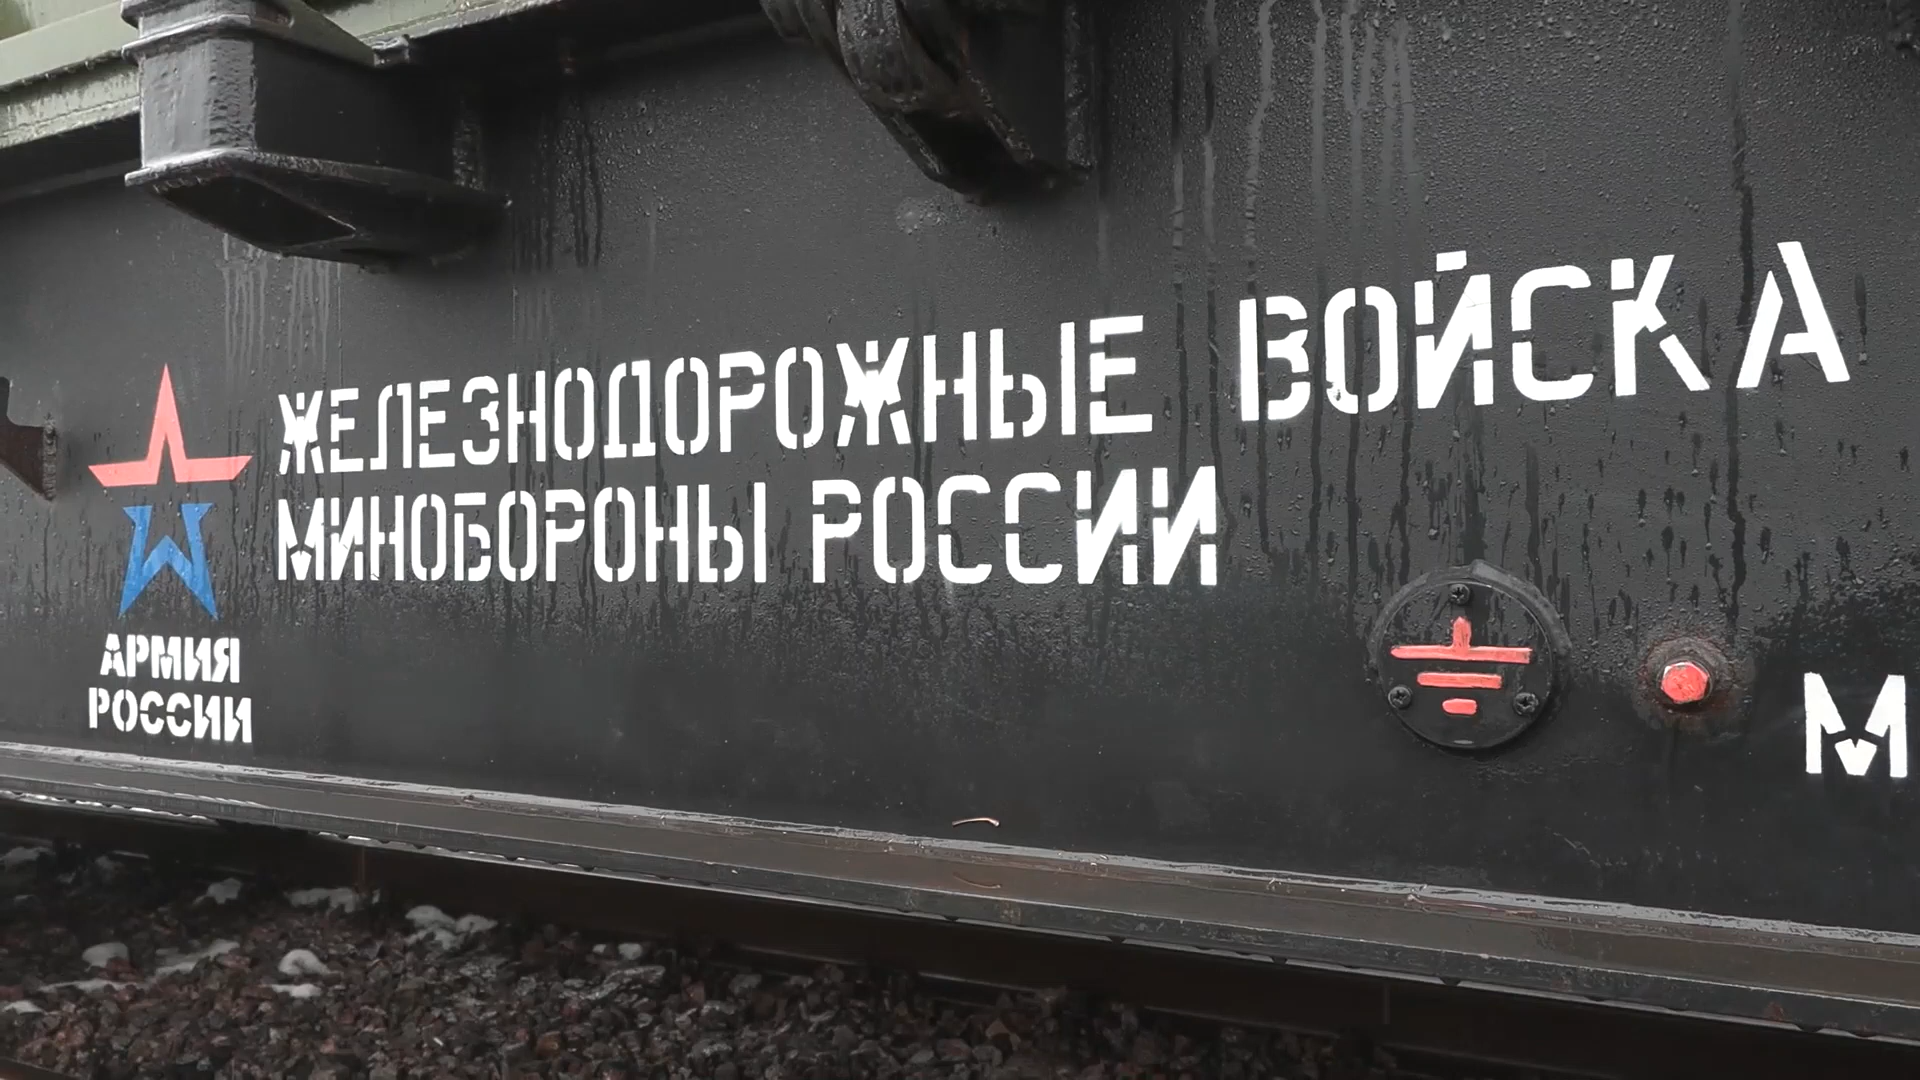 ЖЕЛЕЗНОДОРОЖНЫЕ ВОЙСКА
МИНОБОРОНЫ РОССИИ
АРМИЯ
РОССИИ
М